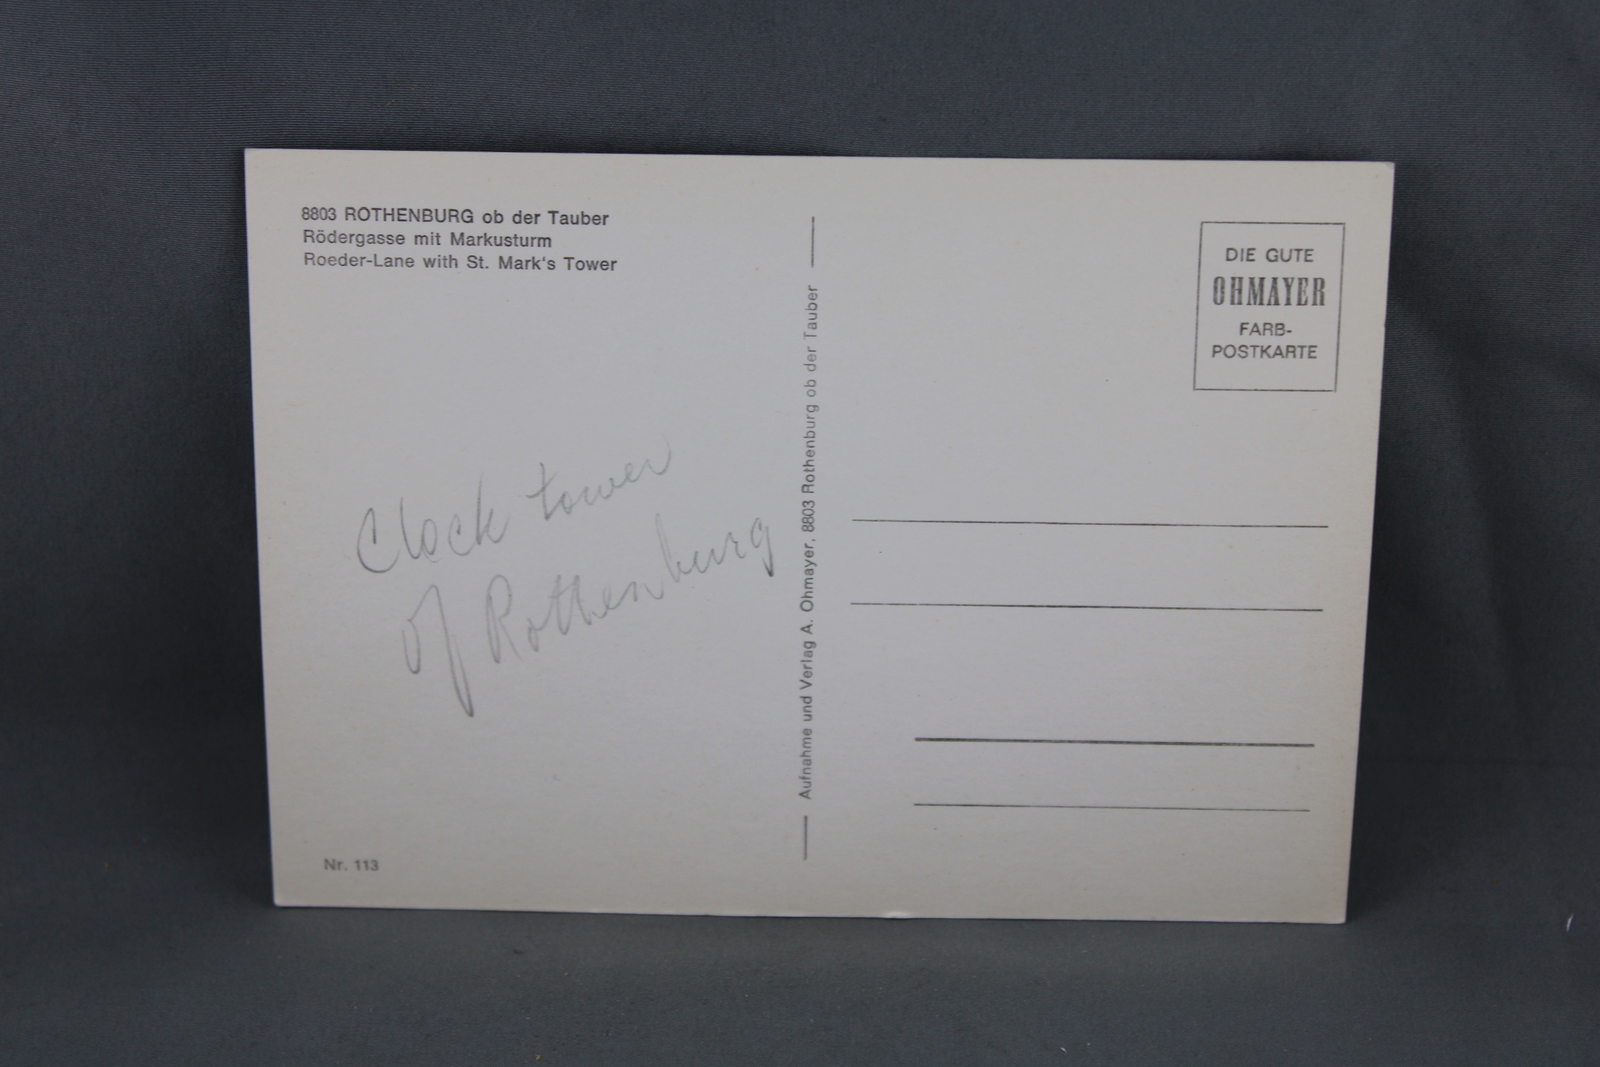 8803 ROTHENBURG ob der Tauber
Rödergasse mit Markusturm
Roeder-Lane with St. Mark's Tower
Clock tower
of Rothenburg
Nr. 113
Aufnahme und Verlag A. Ohmayer, 8803 Rothenburg ob der Tauber
DIE GUTE
OHMAYER
FARB-
POSTKARTE